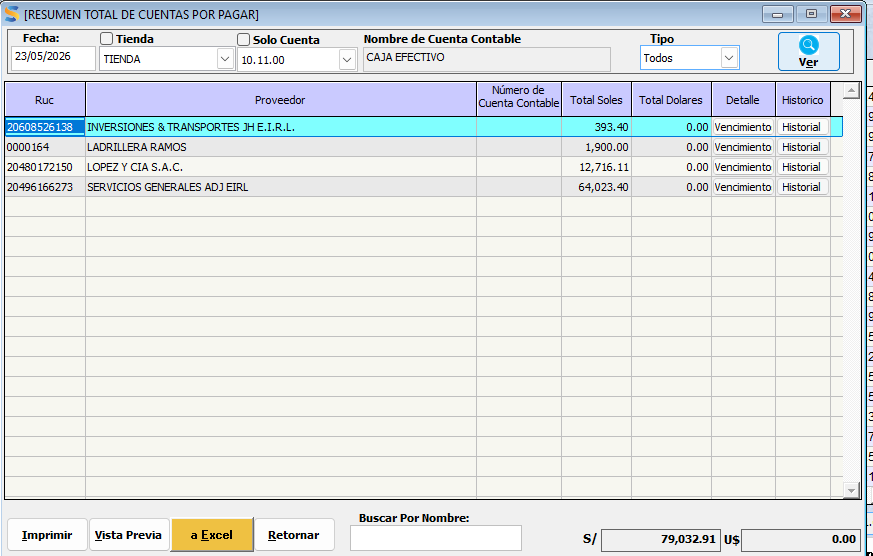 [RESUMEN TOTAL DE CUENTAS POR PAGAR]
Fecha: Tienda Solo Cuenta Nombre de Cuenta Contable Tipo
23/05/2026 TIENDA 10.11.00 CAJA EFECTIVO Todos Ver
Ruc Proveedor Número de Cuenta Contable Total Soles Total Dolares Detalle Historico
20608526138 INVERSIONES & TRANSPORTES JH E.I.R.L. 393.40 0.00 Vencimiento Historial
0000164 LADRILLERA RAMOS 1,900.00 0.00 Vencimiento Historial
20480172150 LOPEZ Y CIA S.A.C. 12,716.11 0.00 Vencimiento Historial
20496166273 SERVICIOS GENERALES ADJ EIRL 64,023.40 0.00 Vencimiento Historial
Imprimir Vista Previa a Excel Retornar
Buscar Por Nombre:
S/ 79,032.91 U$ 0.00